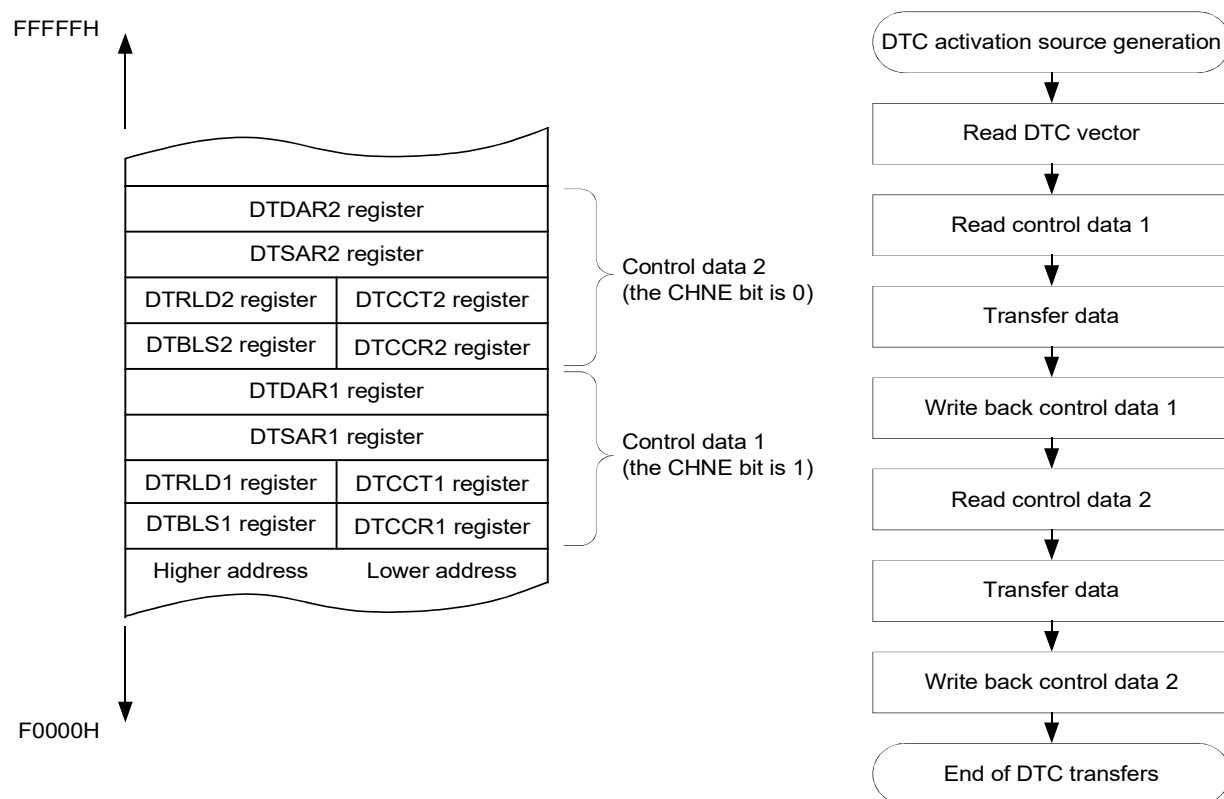 FFFFFH
DTDAR2 register
DTSAR2 register
DTRLD2 register DTCCT2 register
DTBLS2 register DTCCR2 register
DTDAR1 register
DTSAR1 register
DTRLD1 register DTCCT1 register
DTBLS1 register DTCCR1 register
Higher address Lower address
F0000H
Control data 2
(the CHNE bit is 0)
Control data 1
(the CHNE bit is 1)
DTC activation source generation
Read DTC vector
Read control data 1
Transfer data
Write back control data 1
Read control data 2
Transfer data
Write back control data 2
End of DTC transfers